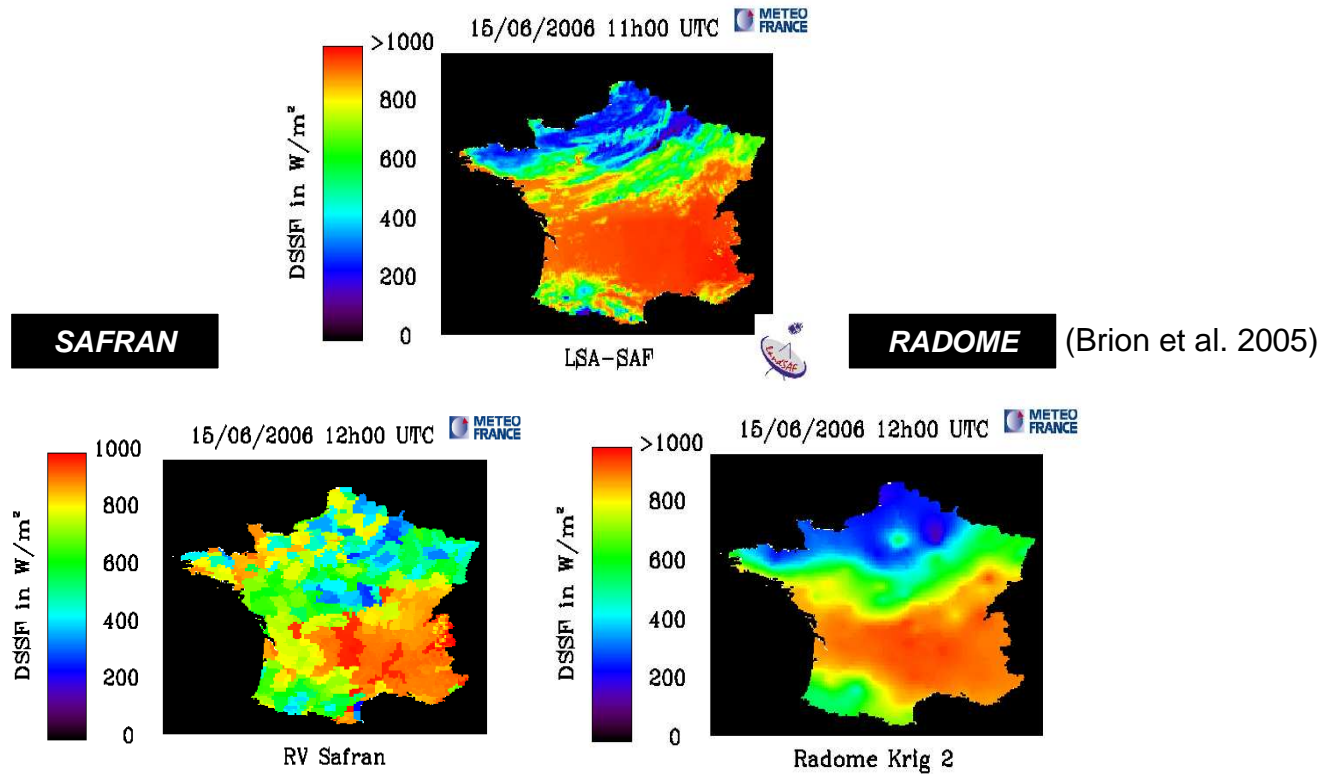 15/06/2006 11h00 UTC
METEO
FRANCE
DSSF in W/m²
>1000
800
600
400
200
0
LSA-SAF
LandSAF
SAFRAN
RADOME
(Brion et al. 2005)
15/06/2006 12h00 UTC
METEO
FRANCE
DSSF in W/m²
1000
800
600
400
200
0
RV Safran
15/06/2006 12h00 UTC
METEO
FRANCE
DSSF in W/m²
>1000
800
600
400
200
0
Radome Krig 2